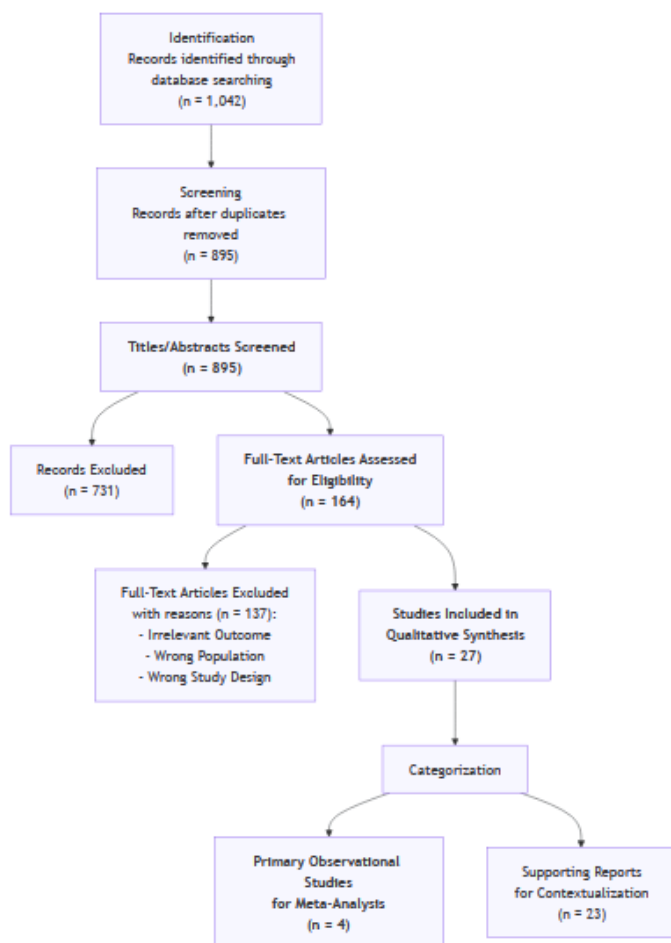 Identification
Records identified through
database searching
(n = 1,042)
Screening
Records after duplicates
removed
(n = 895)
Titles/Abstracts Screened
(n = 895)
Records Excluded
(n = 731)
Full-Text Articles Assessed
for Eligibility
(n = 164)
Full-Text Articles Excluded
with reasons (n = 137):
- Irrelevant Outcome
- Wrong Population
- Wrong Study Design
Studies Included in
Qualitative Synthesis
(n = 27)
Categorization
Primary Observational
Studies
for Meta-Analysis
(n = 4)
Supporting Reports
for Contextualization
(n = 23)